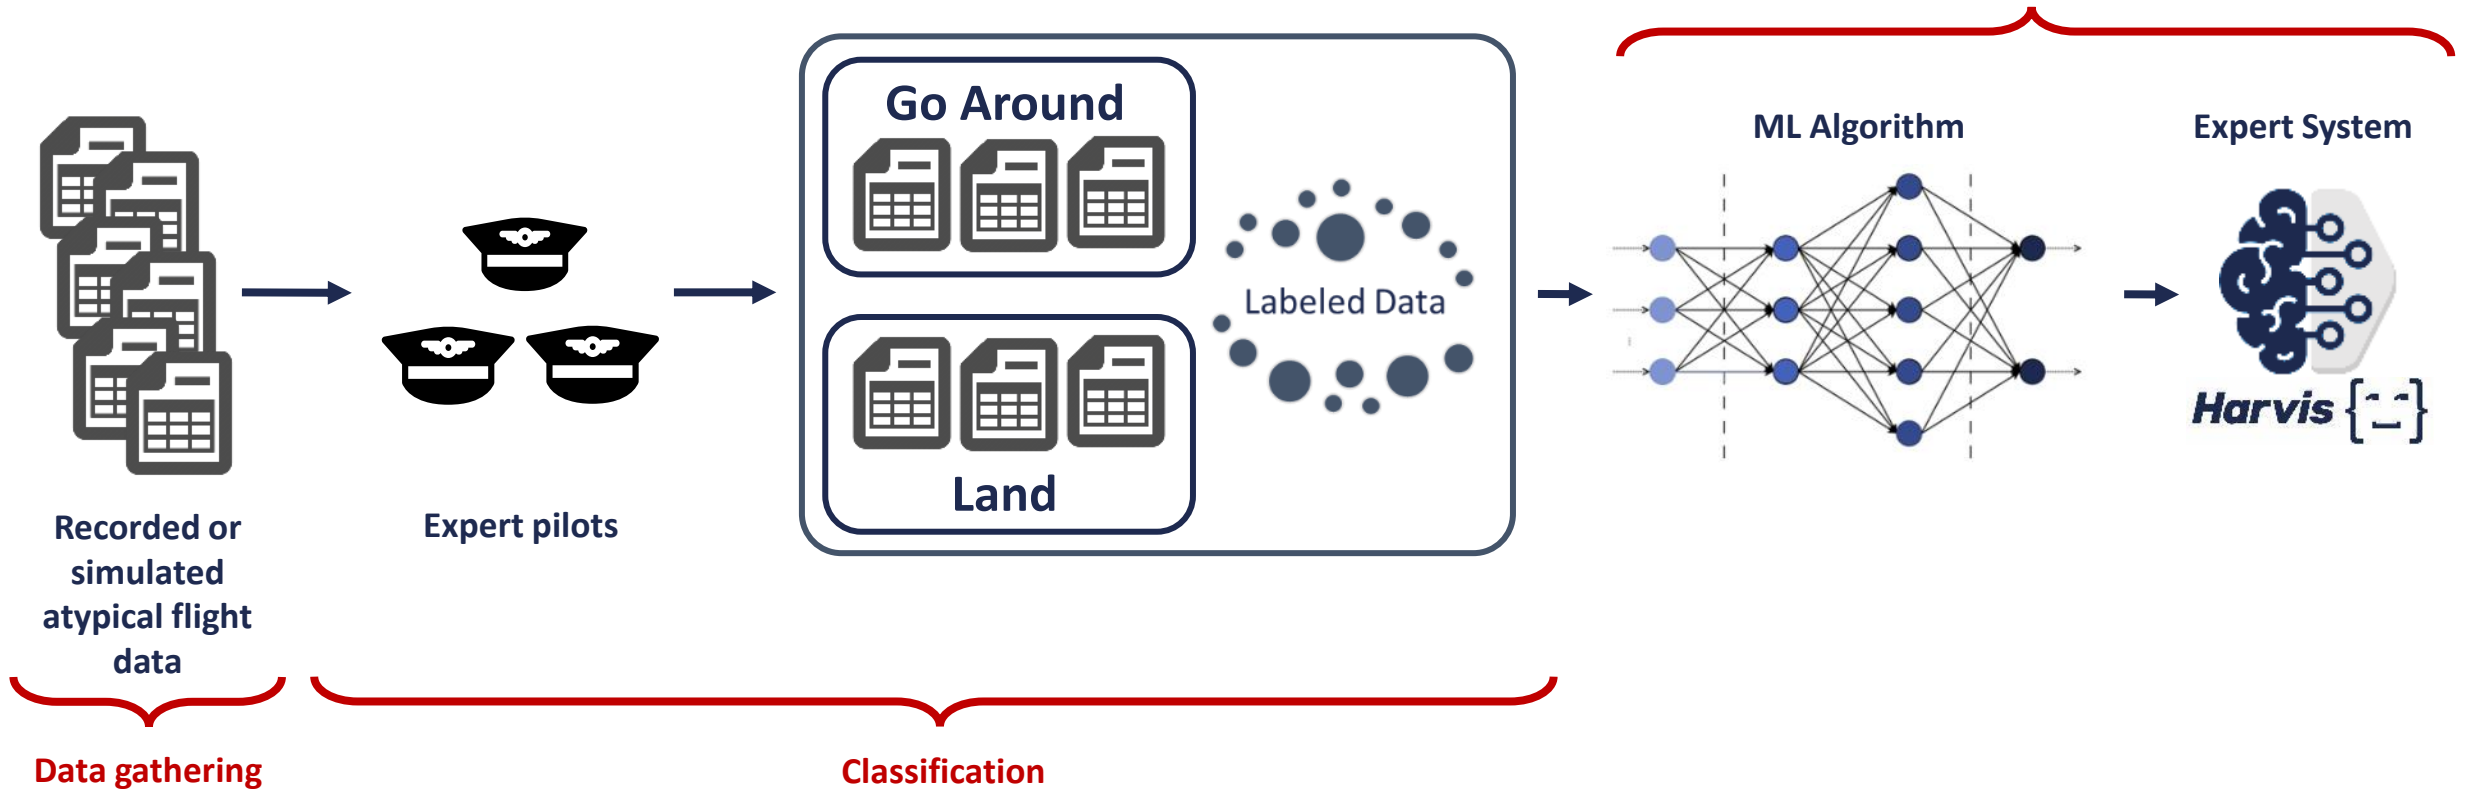 Go Around
Labeled Data
Land
ML Algorithm
Expert System
Harvis
Recorded or
simulated
atypical flight
data
Expert pilots
Data gathering
Classification